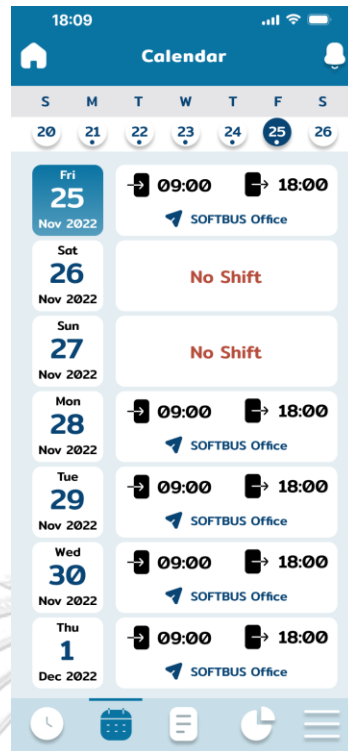 18:09
Calendar
S M T W T F S
20 21 22 23 24 25 26
Fri
25
Nov 2022
09:00 18:00
SOFTBUS Office
Sat
26
Nov 2022
No Shift
Sun
27
Nov 2022
No Shift
Mon
28
Nov 2022
09:00 18:00
SOFTBUS Office
Tue
29
Nov 2022
09:00 18:00
SOFTBUS Office
Wed
30
Nov 2022
09:00 18:00
SOFTBUS Office
Thu
1
Dec 2022
09:00 18:00
SOFTBUS Office